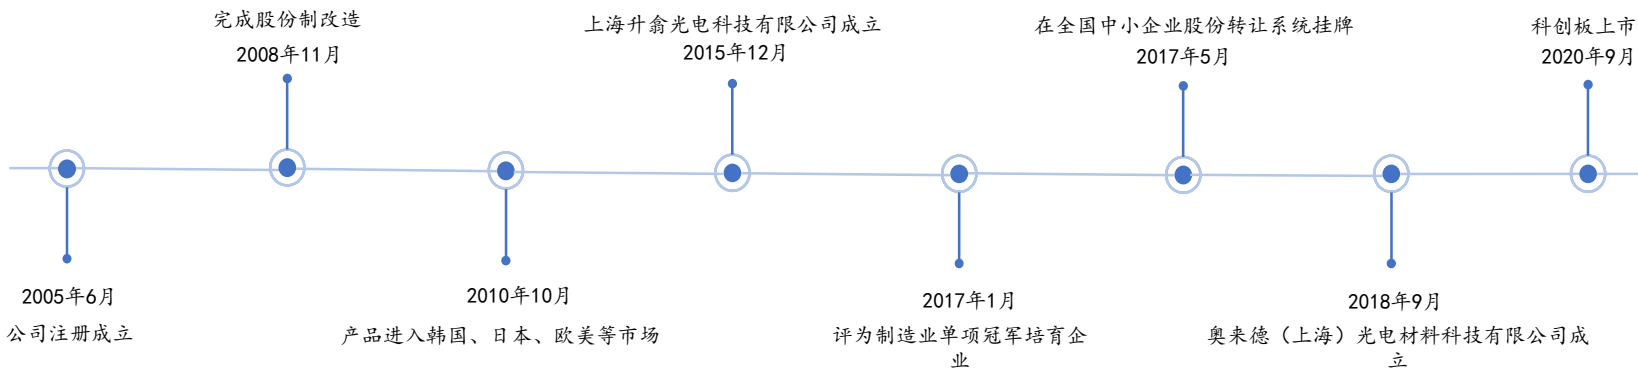 完成股份制改造
2008年11月
上海升翕光电科技有限公司成立
2015年12月
在全国中小企业股份转让系统挂牌
2017年5月
科创板上市
2020年9月
2005年6月
公司注册成立
2010年10月
产品进入韩国、日本、欧美等市场
2017年1月
评为制造业单项冠军培育企
业
2018年9月
奥来德（上海）光电材料科技有限公司成
立